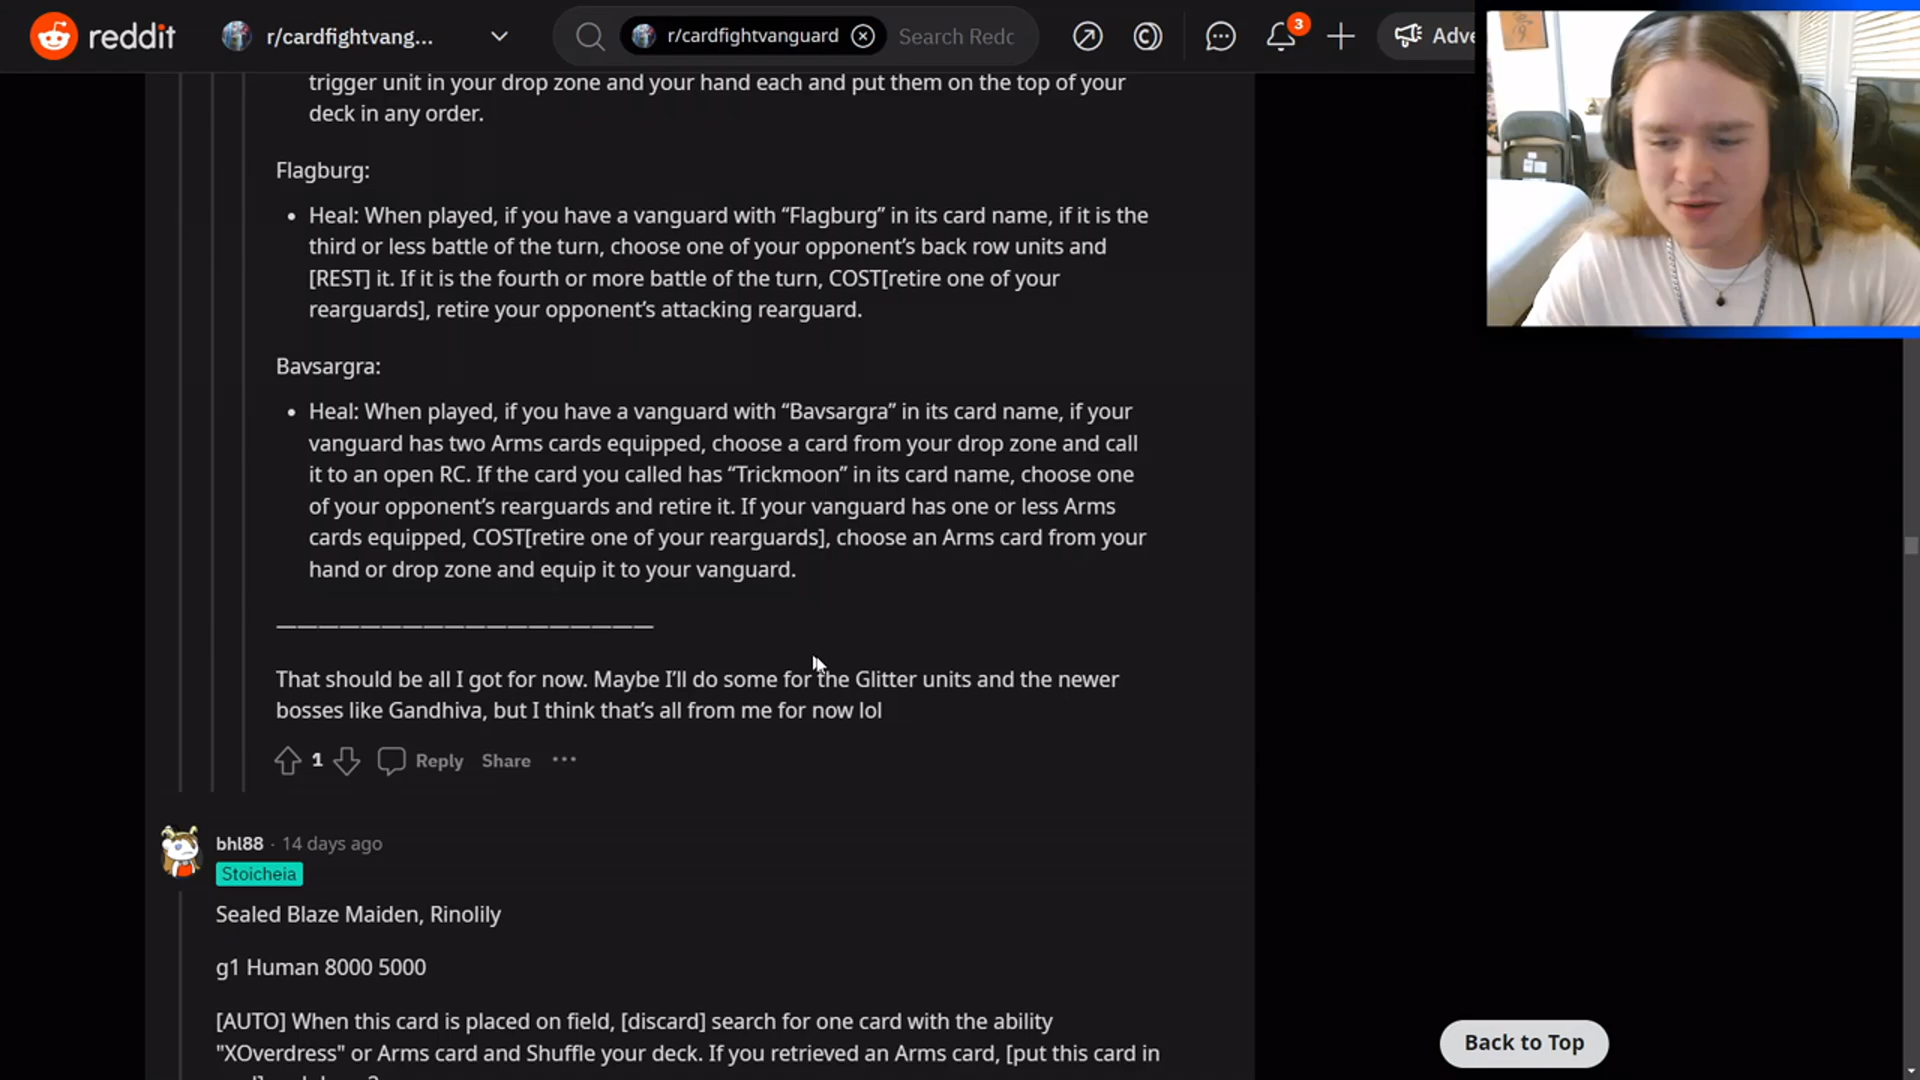 reddit
r/cardfightvang...
r/cardfightvanguard
Search Redc
3
Adve
trigger unit in your drop zone and your hand each and put them on the top of your
deck in any order.
Flagburg:
• Heal: When played, if you have a vanguard with “Flagburg” in its card name, if it is the
third or less battle of the turn, choose one of your opponent’s back row units and
[REST] it. If it is the fourth or more battle of the turn, COST[retire one of your
rearguards], retire your opponent’s attacking rearguard.
Bavsargra:
• Heal: When played, if you have a vanguard with “Bavsargra” in its card name, if your
vanguard has two Arms cards equipped, choose a card from your drop zone and call
it to an open RC. If the card you called has “Trickmoon” in its card name, choose one
of your opponent’s rearguards and retire it. If your vanguard has one or less Arms
cards equipped, COST[retire one of your rearguards], choose an Arms card from your
hand or drop zone and equip it to your vanguard.
——————————————————
That should be all I got for now. Maybe I’ll do some for the Glitter units and the newer
bosses like Gandhiva, but I think that’s all from me for now lol
1 Reply Share ...
bhl88 · 14 days ago
Stoicheia
Sealed Blaze Maiden, Rinolily
g1 Human 8000 5000
[AUTO] When this card is placed on field, [discard] search for one card with the ability
"XOverdress" or Arms card and Shuffle your deck. If you retrieved an Arms card, [put this card in
Back to Top